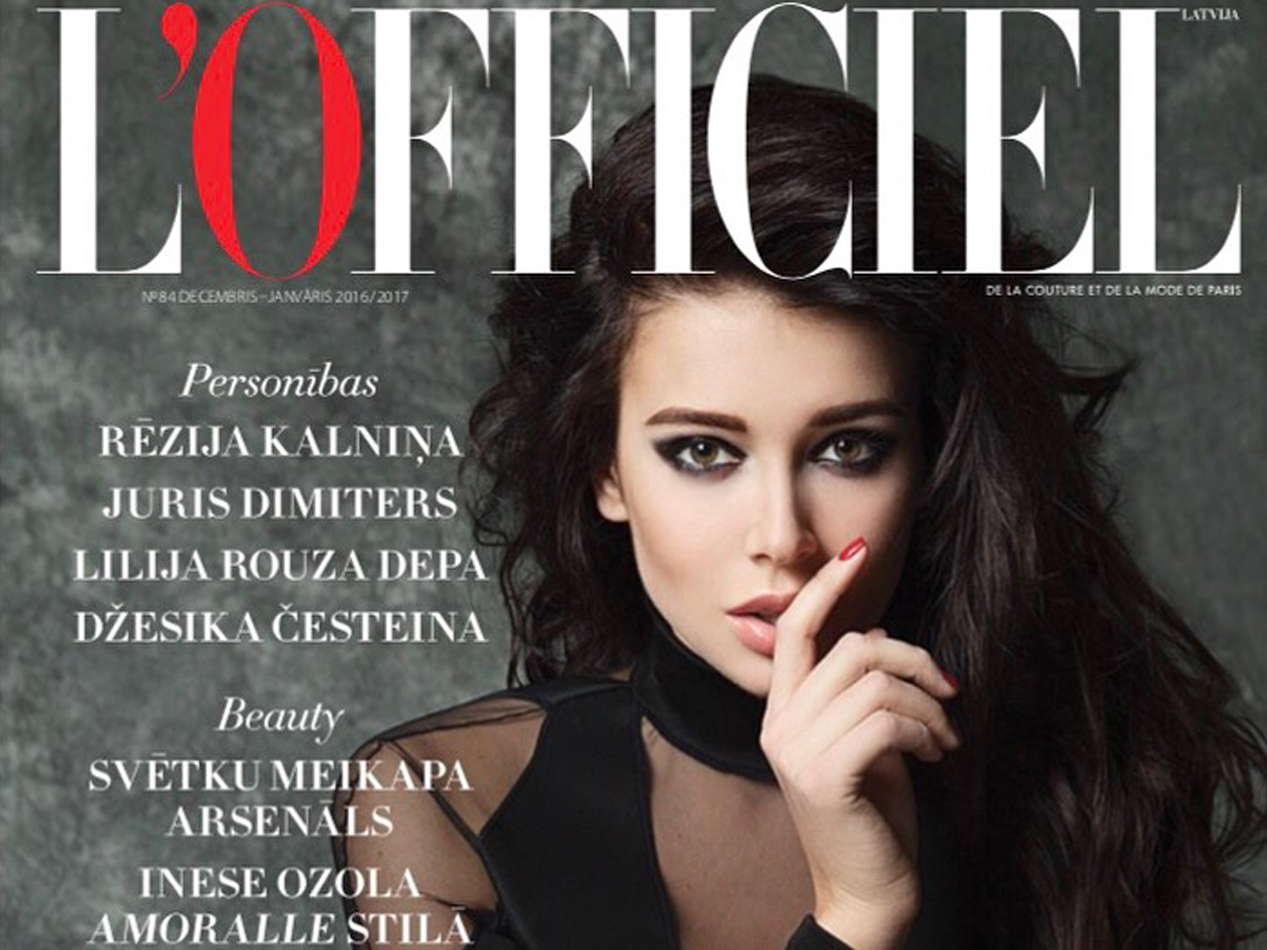 L'OFFICIEL
LATVIJA
Nº84 DECEMBRIS–JANVĀRIS 2016/2017
DE LA COUTURE ET DE LA MODE DE PARIS
Personības
RĒZIJA KALNIŅA
JURIS DIMITERS
LILIJA ROUZA DEPA
DŽESIKA ČESTEINA
Beauty
SVĒTKU MEIKAPA
ARSENĀLS
INESE OZOLA
AMORALLE STILĀ